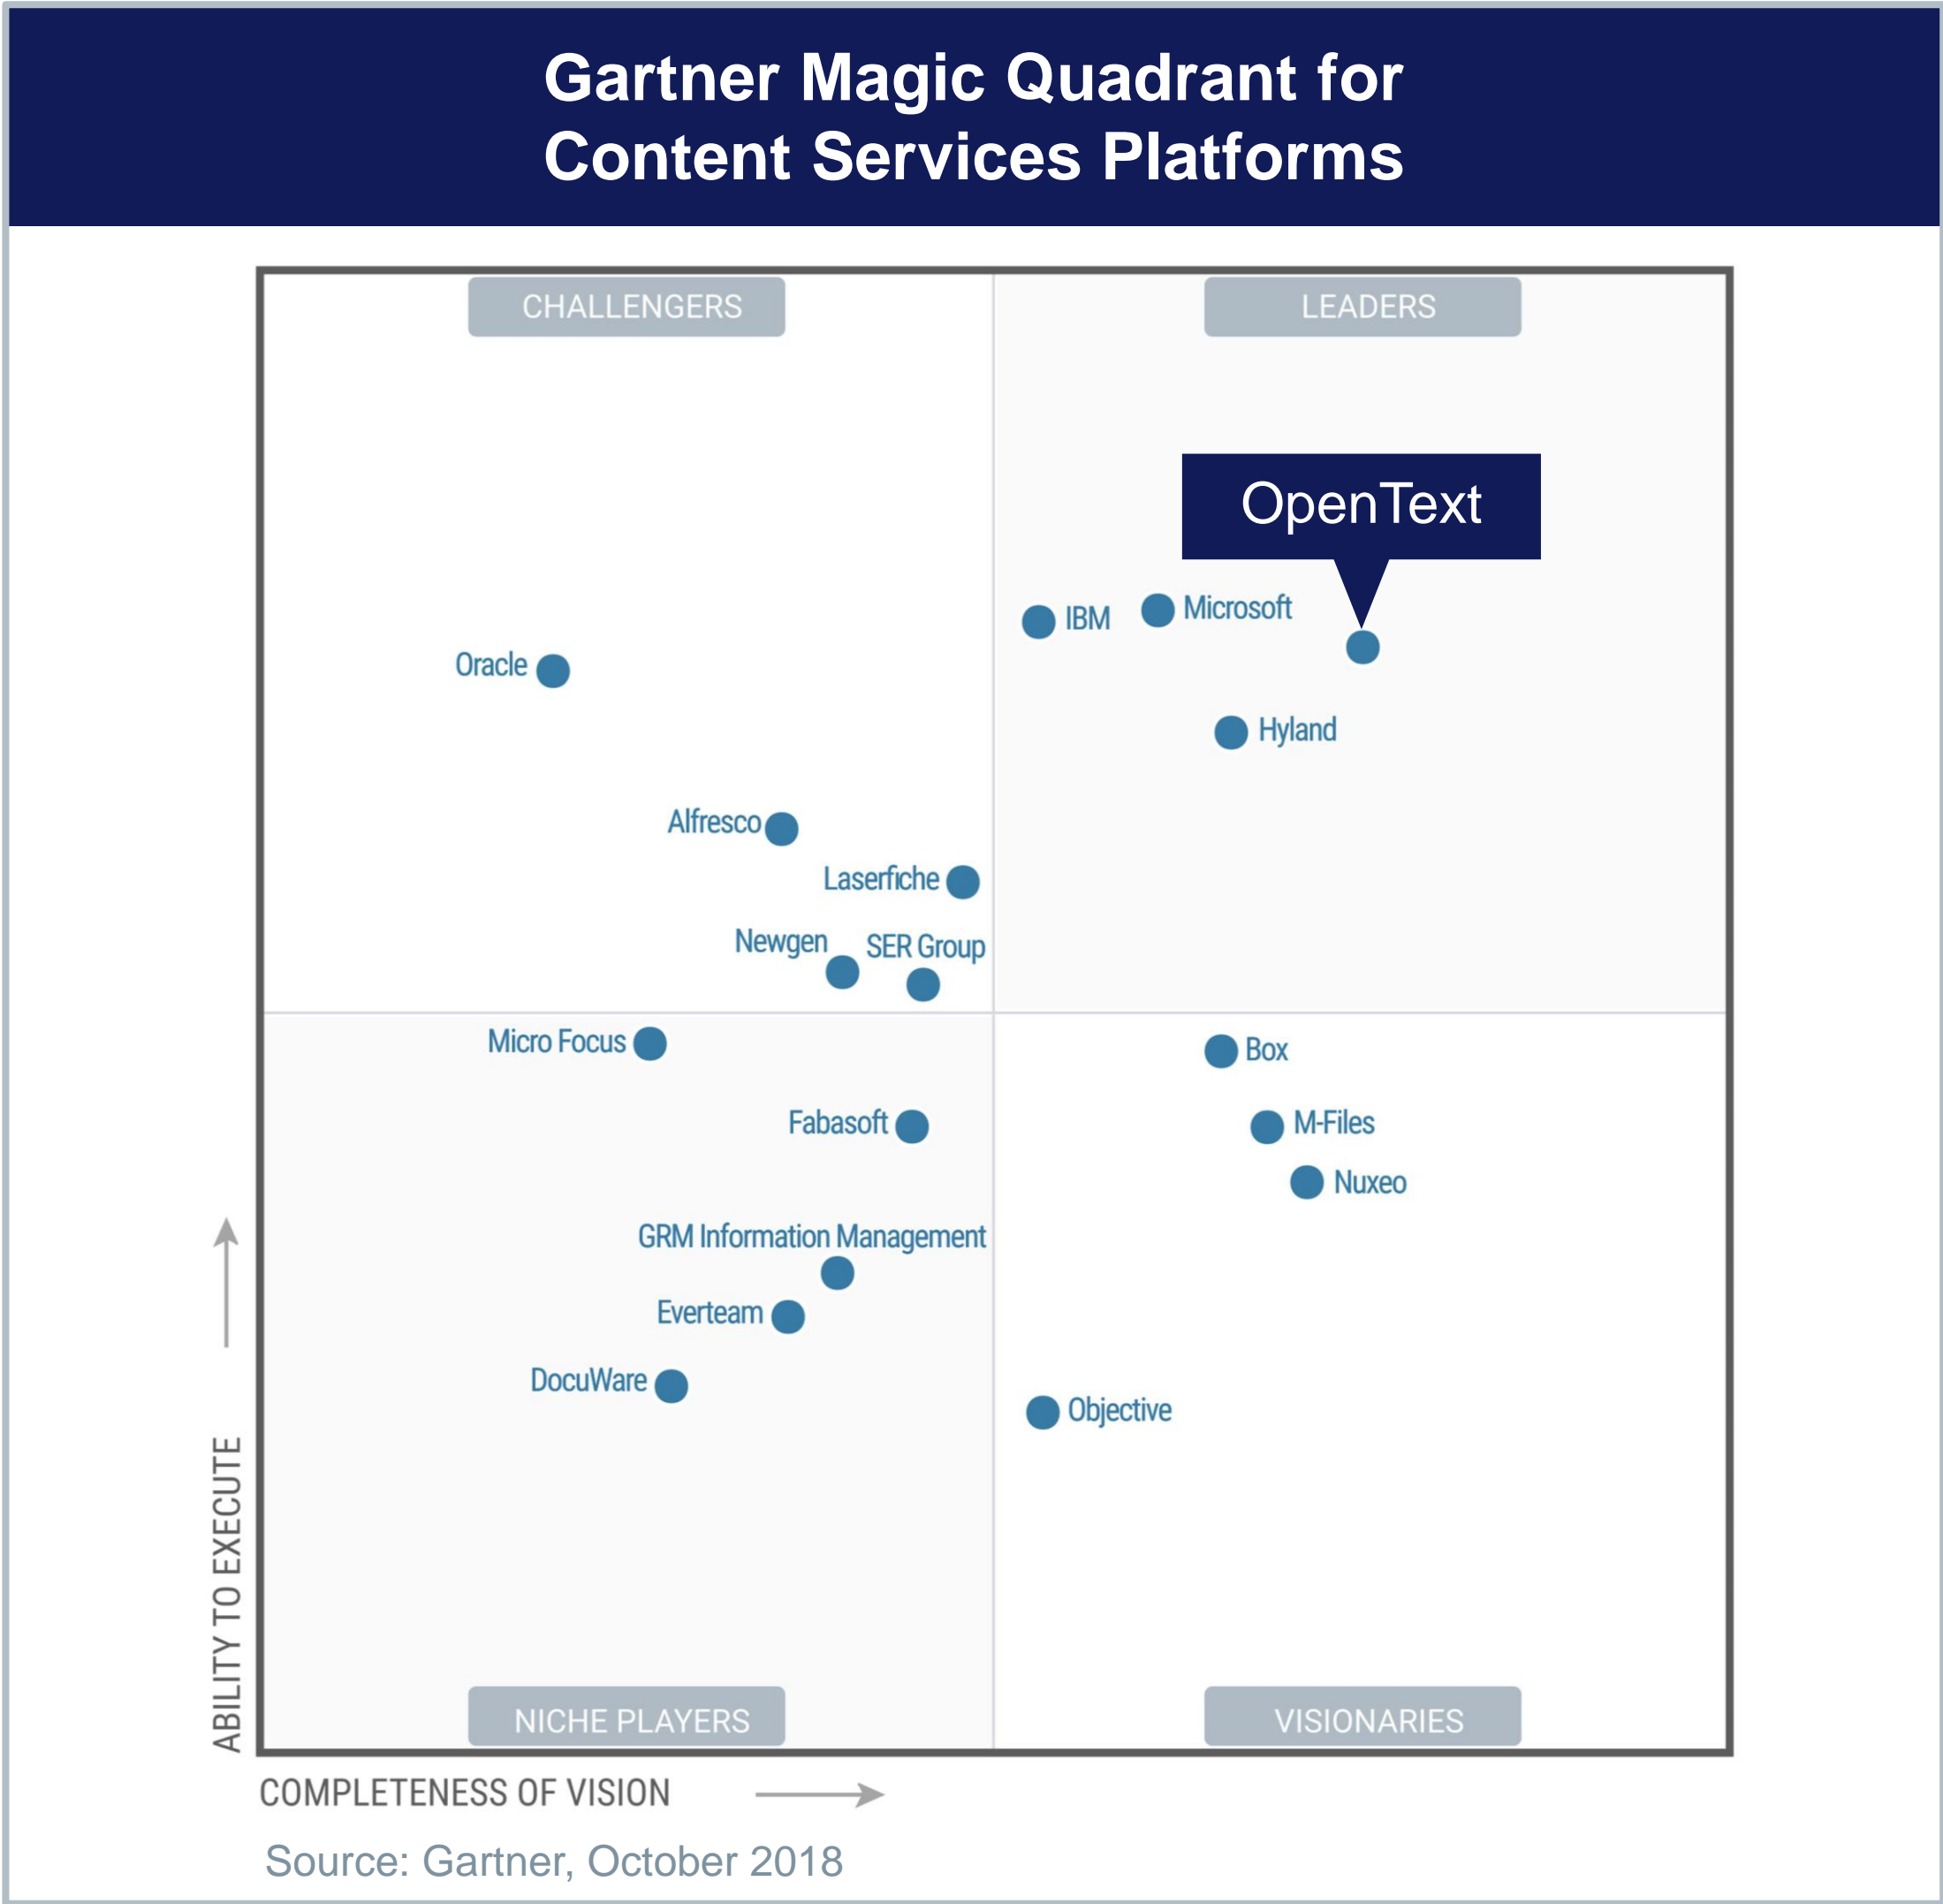 Gartner Magic Quadrant for
Content Services Platforms
CHALLENGERS
LEADERS
OpenText
IBM
Microsoft
Oracle
Hyland
Alfresco
Laserfiche
Newgen
SER Group
Micro Focus
Box
Fabasoft
M-Files
Nuxeo
GRM Information Management
Everteam
DocuWare
Objective
ABILITY TO EXECUTE
NICHE PLAYERS
VISIONARIES
COMPLETENESS OF VISION
Source: Gartner, October 2018